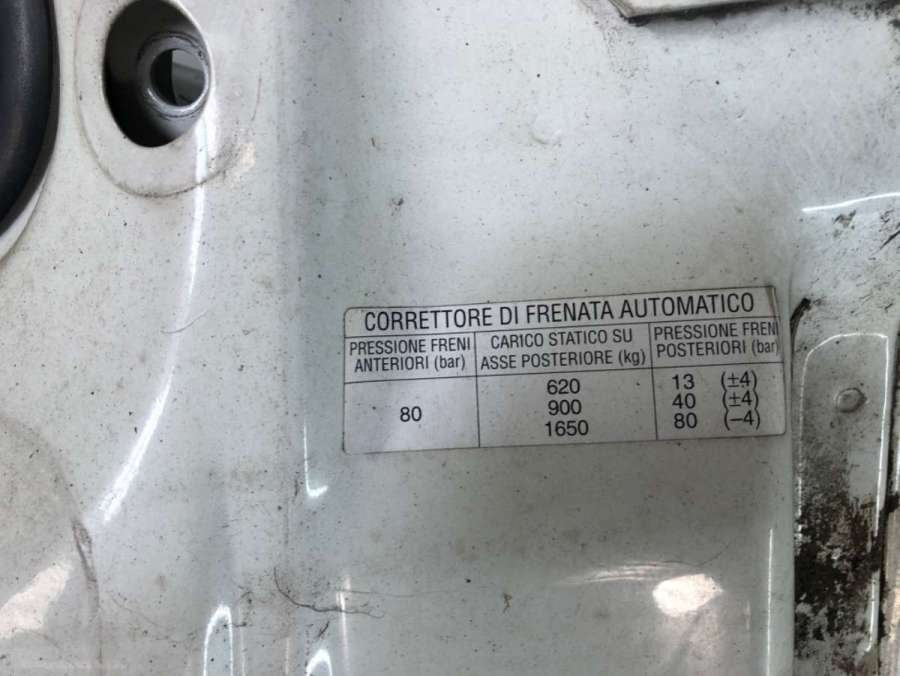 CORRETTORE DI FRENATA AUTOMATICO
PRESSIONE FRENI ANTERIORI (bar)
CARICO STATICO SU ASSE POSTERIORE (kg)
PRESSIONE FRENI POSTERIORI (bar)
80
620 13 (±4)
900 40 (±4)
1650 80 (–4)